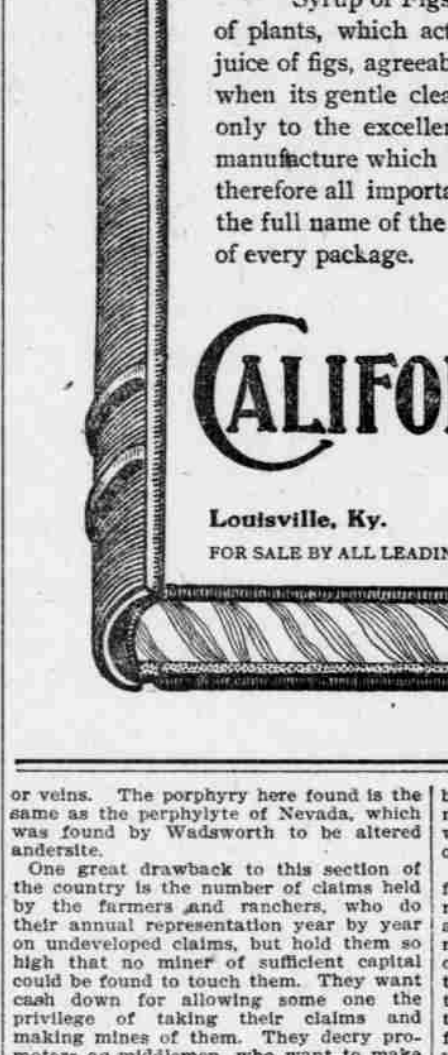 Syrup of Figs
of plants, which act
juice of figs, agreeab
when its gentle clea
only to the excellen
manufacture which
therefore all importa
the full name of the
of every package.
CALIFO
Louisville, Ky.
FOR SALE BY ALL LEADIN
or veins. The porphyry here found is the
same as the perphylyte of Nevada, which
was found by Wadsworth to be altered
andersite.
One great drawback to this section of
the country is the number of claims held
by the farmers and ranchers, who do
their annual representation year by year
on undeveloped claims, but hold them so
high that no miner of sufficient capital
could be found to touch them. They want
cash down for allowing some one the
privilege of taking their claims and
making mines of them. They decry pro-